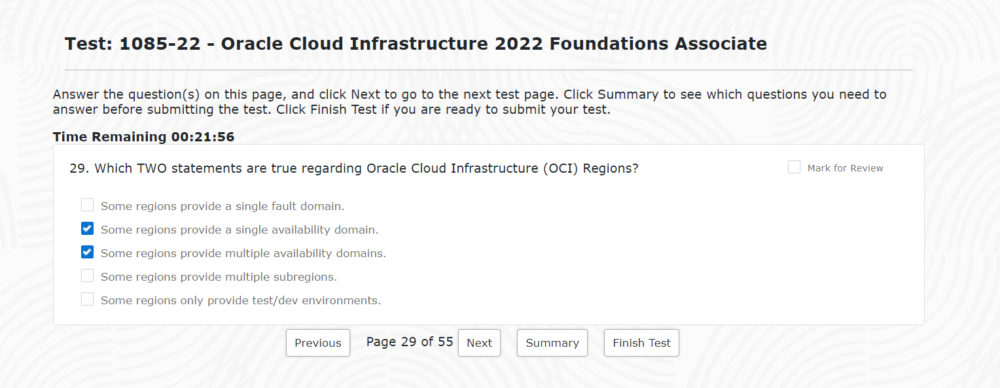 Test: 1085-22 - Oracle Cloud Infrastructure 2022 Foundations Associate
Answer the question(s) on this page, and click Next to go to the next test page. Click Summary to see which questions you need to
answer before submitting the test. Click Finish Test if you are ready to submit your test.
Time Remaining 00:21:56
29. Which TWO statements are true regarding Oracle Cloud Infrastructure (OCI) Regions?
Mark for Review
Some regions provide a single fault domain.
Some regions provide a single availability domain.
Some regions provide multiple availability domains.
Some regions provide multiple subregions.
Some regions only provide test/dev environments.
Previous Page 29 of 55 Next Summary Finish Test